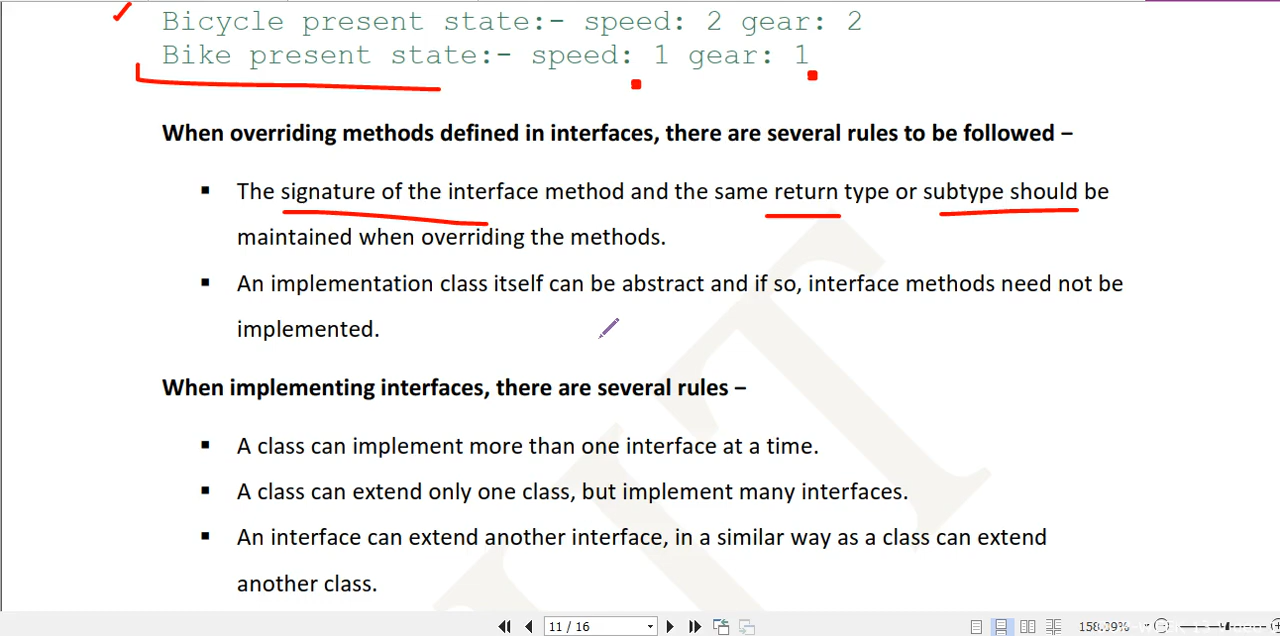 Bicycle present state:- speed: 2 gear: 2
Bike present state:- speed: 1 gear: 1
When overriding methods defined in interfaces, there are several rules to be followed –
▪ The signature of the interface method and the same return type or subtype should be
maintained when overriding the methods.
▪ An implementation class itself can be abstract and if so, interface methods need not be
implemented.
When implementing interfaces, there are several rules –
▪ A class can implement more than one interface at a time.
▪ A class can extend only one class, but implement many interfaces.
▪ An interface can extend another interface, in a similar way as a class can extend
another class.
11 / 16